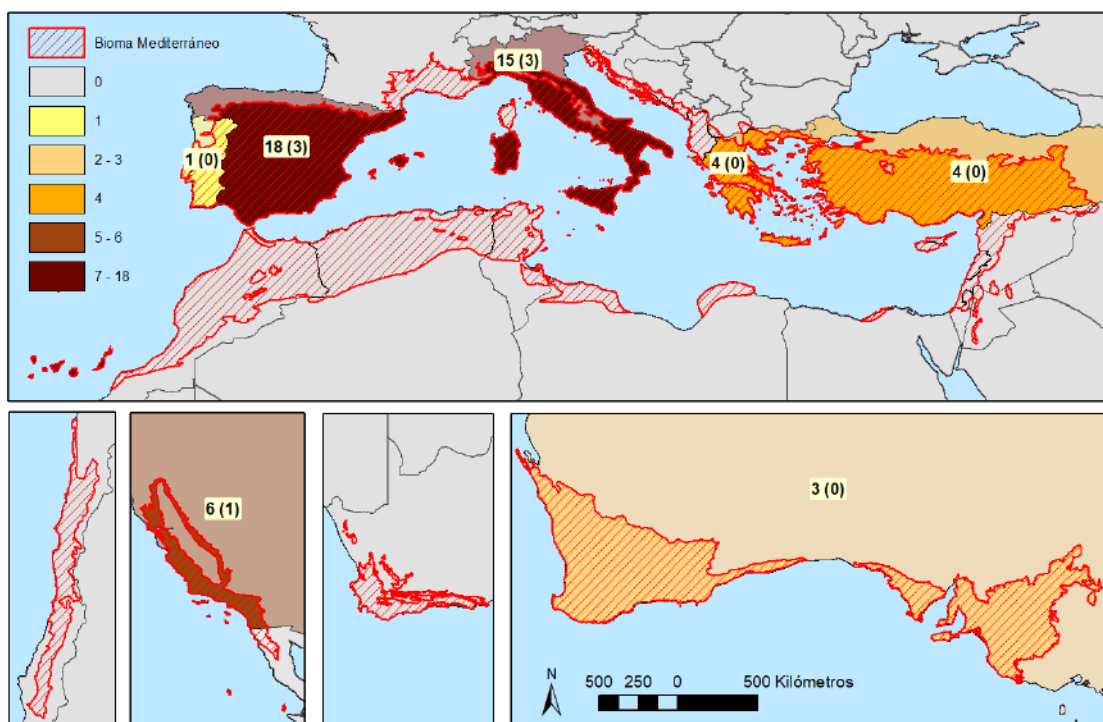 Bioma Mediterráneo
0
1
2 - 3
4
5 - 6
7 - 18
15 (3)
18 (3)
1 (0)
4 (0)
4 (0)
6 (1)
3 (0)
N
500 250 0 500 Kilómetros